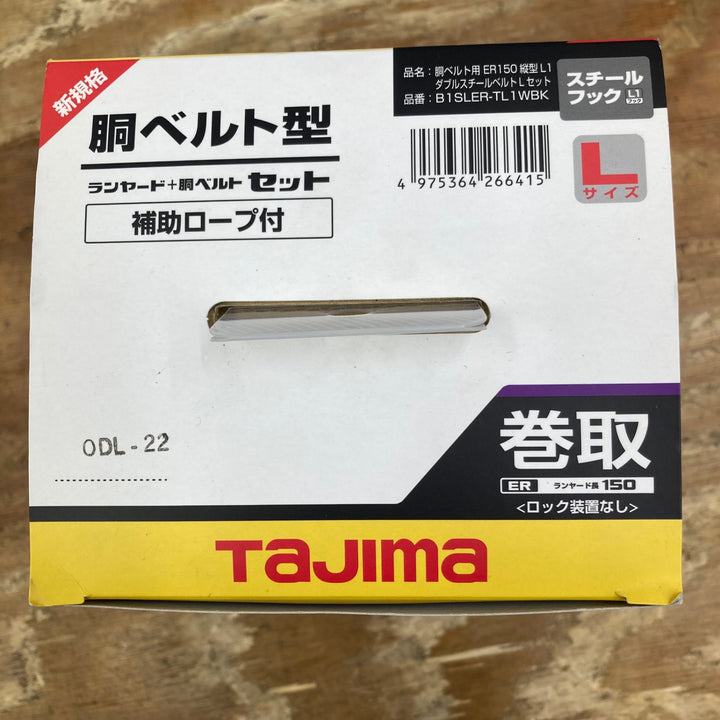 新規格
胴ベルト型
ランヤード+胴ベルト セット
補助ロープ付
品名：胴ベルト用 ER150 縦型 L1
ダブルスチールベルト L セット
品番：B1SLER-TL1WBK
スチール
フック L1
フック
4 975364 266415
L
サイズ
ODL-22
巻取
ER ランヤード長 150
<ロック装置なし>
TaJIma